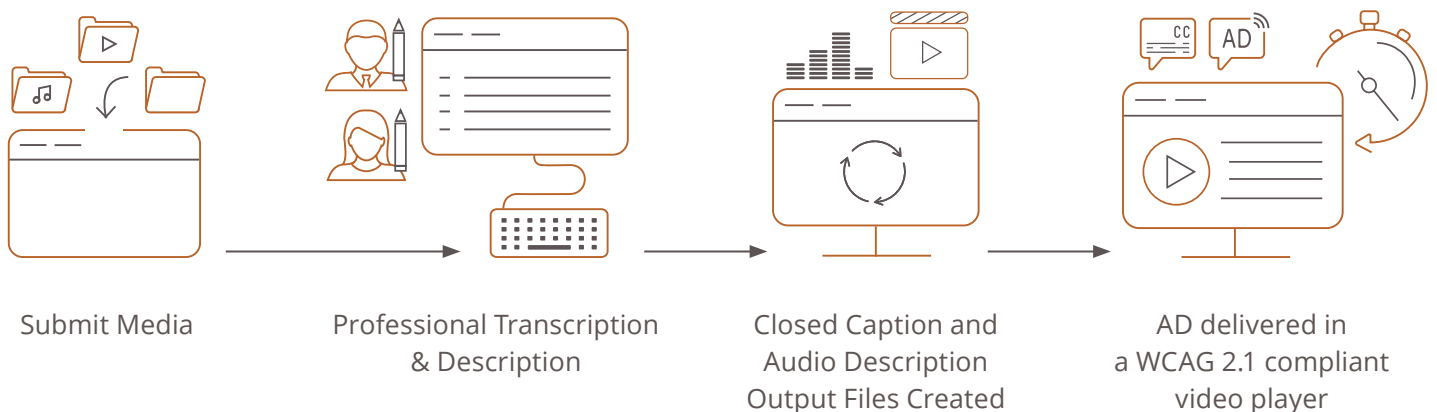 CC
AD
Submit Media
Professional Transcription
& Description
Closed Caption and
Audio Description
Output Files Created
AD delivered in
a WCAG 2.1 compliant
video player